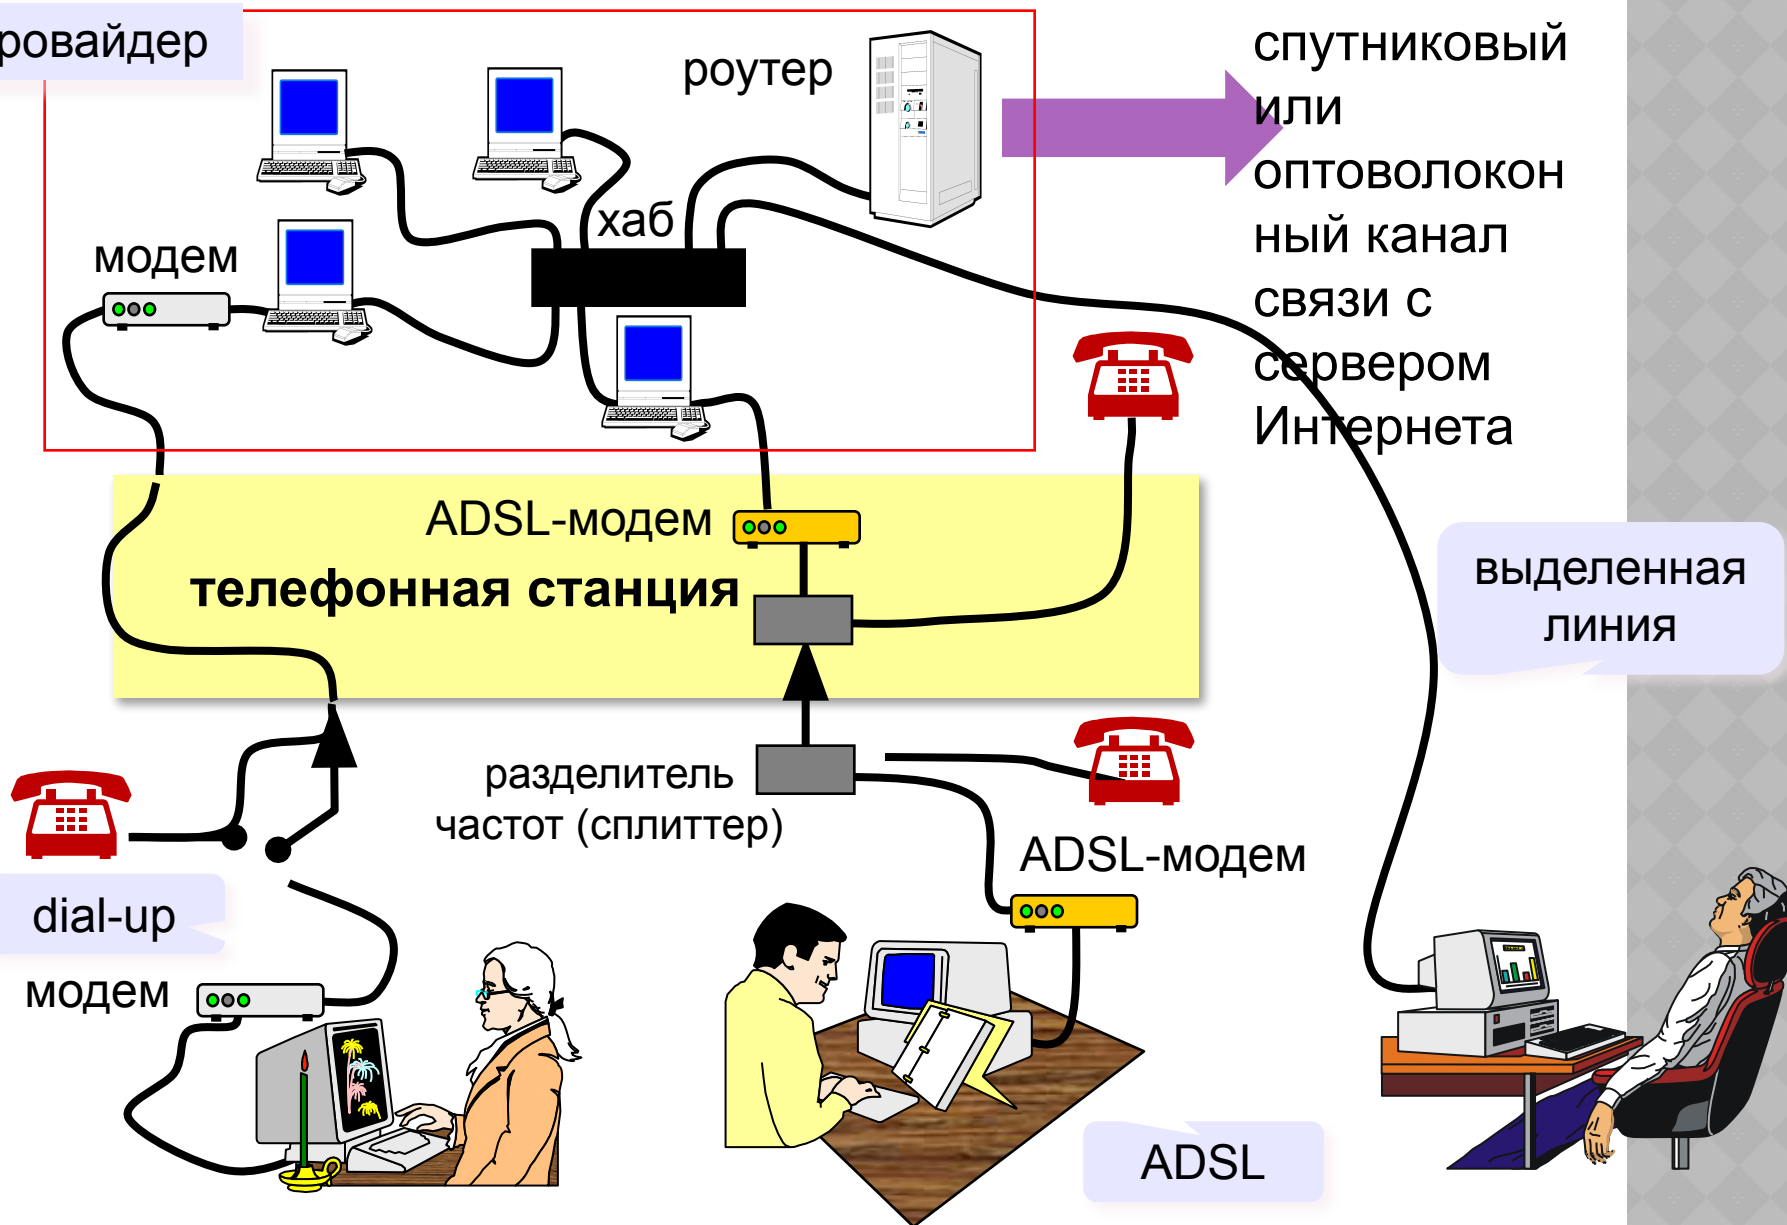 ровайдер
роутер
спутниковый
или
оптоволокон
ный канал
связи с
сервером
Интернета
хаб
модем
ADSL-модем
телефонная станция
выделенная
линия
разделитель
частот (сплиттер)
ADSL-модем
dial-up
модем
ADSL